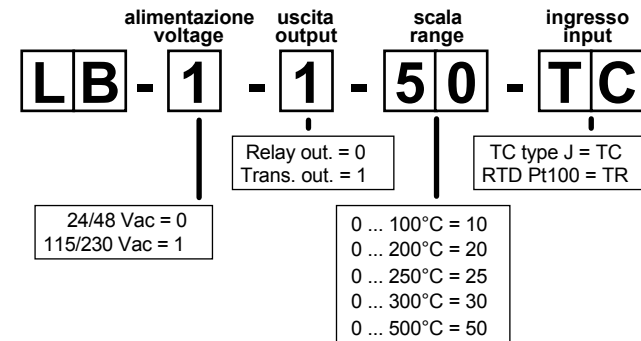 alimentazione uscita scala ingresso
voltage output range input
LB - 1 - 1 - 50 - TC
Relay out. = 0
Trans. out. = 1
TC type J = TC
RTD Pt100 = TR
24/48 Vac = 0
115/230 Vac = 1
0 ... 100°C = 10
0 ... 200°C = 20
0 ... 250°C = 25
0 ... 300°C = 30
0 ... 500°C = 50